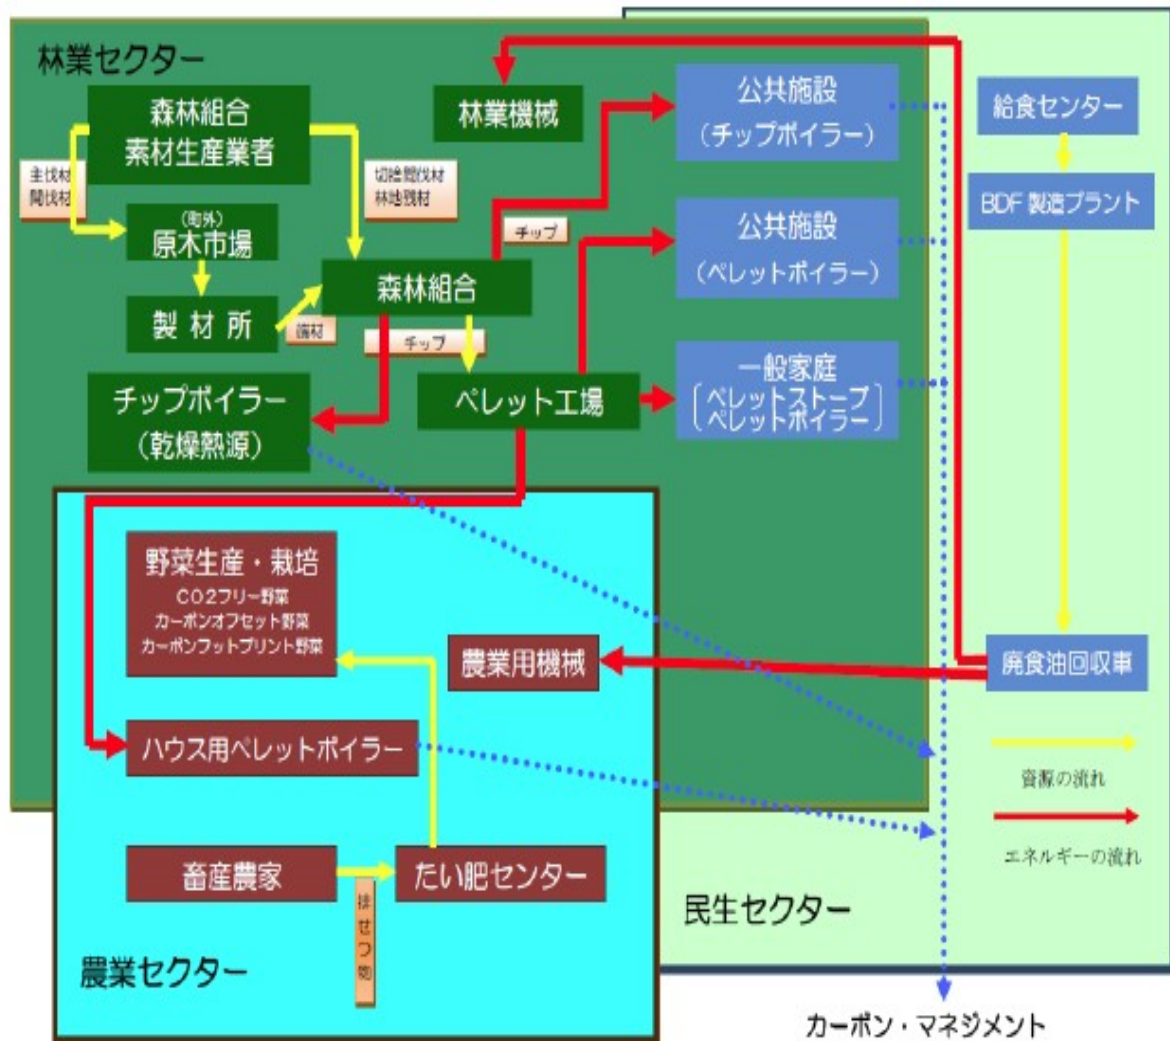 林業セクター
森林組合
素材生産業者
主伐材
間伐材
切捨間伐材
林地残材
(町外)
原木市場
製材所
端材
森林組合
チップ
チップ
林業機械
公共施設
（チップボイラー）
公共施設
（ペレットボイラー）
一般家庭
ペレットストーブ
ペレットボイラー
ペレット工場
チップボイラー
（乾燥熱源）
給食センター
BDF 製造プラント
廃食油回収車
資源の流れ
エネルギーの流れ
民生セクター
野菜生産・栽培
CO2フリー野菜
カーボンオフセット野菜
カーボンフットプリント野菜
農業用機械
ハウス用ペレットボイラー
畜産農家
排せつ物
たい肥センター
農業セクター
カーボン・マネジメント